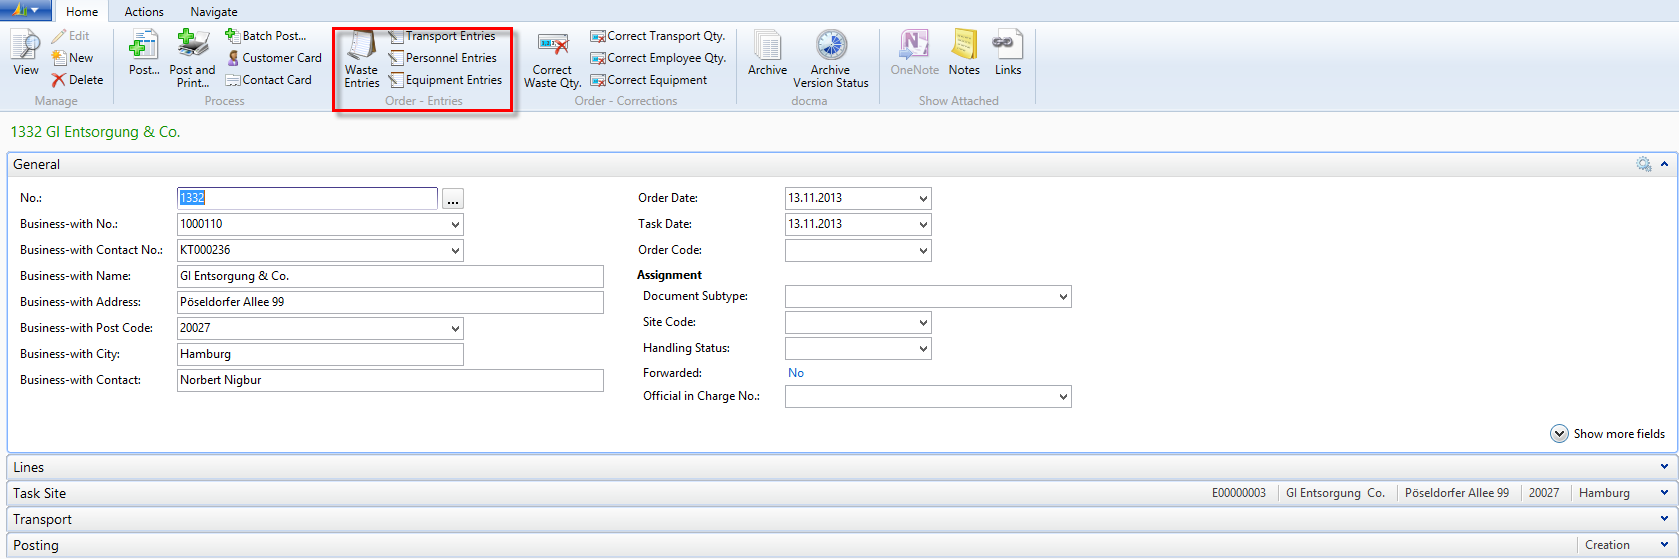 Home Actions Navigate
View
Edit
New
Delete
Manage
Post...
Post and
Print...
Batch Post...
Customer Card
Contact Card
Process
Waste
Entries
Transport Entries
Personnel Entries
Equipment Entries
Order - Entries
Correct
Waste Qty.
Correct Transport Qty.
Correct Employee Qty.
Correct Equipment
Order - Corrections
Archive
Archive
Version Status
docma
OneNote
Notes
Links
Show Attached
1332 GI Entsorgung & Co.
General
No.: 1332 ...
Business-with No.: 1000110
Business-with Contact No.: KT000236
Business-with Name: GI Entsorgung & Co.
Business-with Address: Pöseldorfer Allee 99
Business-with Post Code: 20027
Business-with City: Hamburg
Business-with Contact: Norbert Nigbur
Order Date: 13.11.2013
Task Date: 13.11.2013
Order Code:
Assignment
Document Subtype:
Site Code:
Handling Status:
Forwarded: No
Official in Charge No.:
Show more fields
Lines
Task Site E00000003 GI Entsorgung Co. Pöseldorfer Allee 99 20027 Hamburg
Transport
Posting Creation